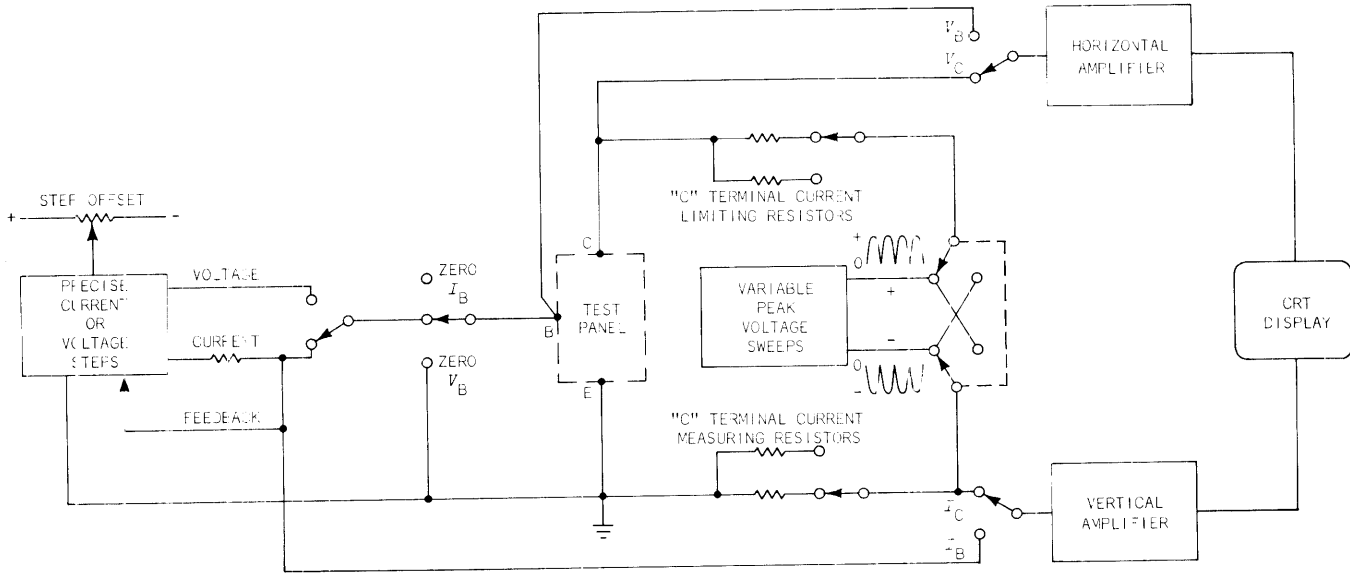 V_B
V_C
HORIZONTAL
AMPLIFIER
STEP OFFSET
+
-
"C" TERMINAL CURRENT
LIMITING RESISTORS
PRECISE
CURRENT
OR
VOLTAGE
STEPS
VOLTAGE
CURRENT
FEEDBACK
ZERO
I_B
ZERO
V_B
C
B
E
TEST
PANEL
VARIABLE
PEAK
VOLTAGE
SWEEPS
+
0
+
-
0
-
CRT
DISPLAY
"C" TERMINAL CURRENT
MEASURING RESISTORS
I_C
I_B
VERTICAL
AMPLIFIER